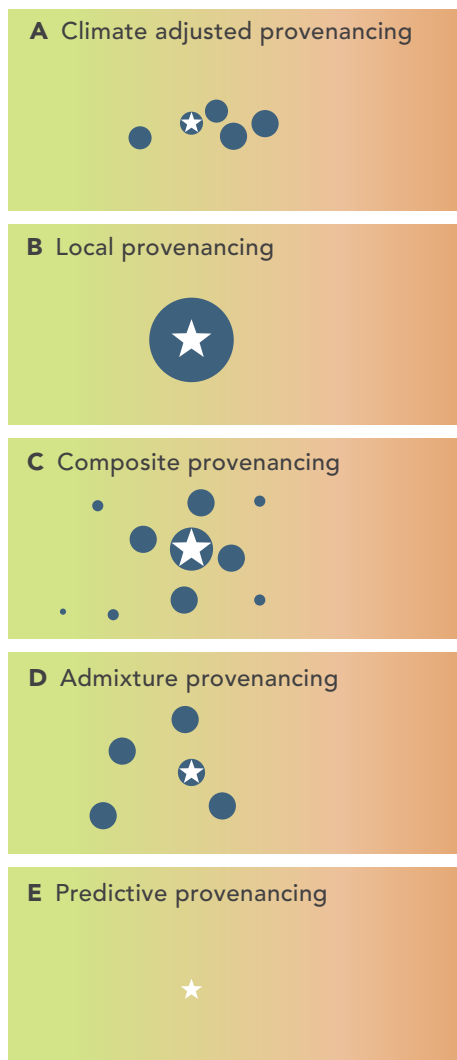 A Climate adjusted provenancing
B Local provenancing
C Composite provenancing
D Admixture provenancing
E Predictive provenancing